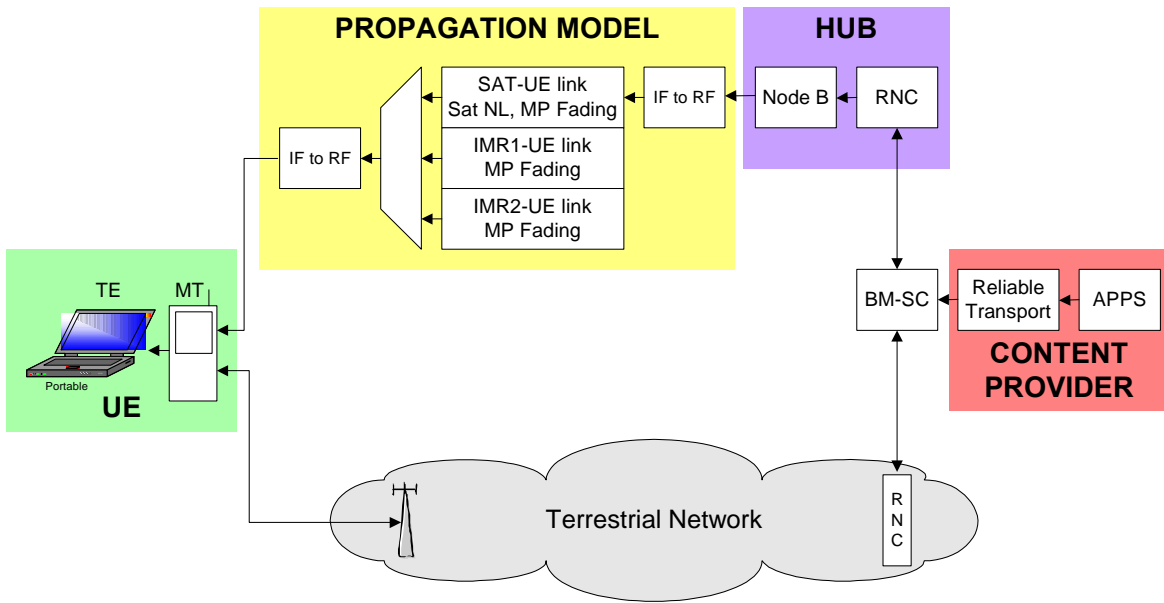 PROPAGATION MODEL
HUB
SAT-UE link
Sat NL, MP Fading
IF to RF
Node B
RNC
IF to RF
IMR1-UE link
MP Fading
IMR2-UE link
MP Fading
TE
MT
Portable
UE
BM-SC
Reliable
Transport
APPS
CONTENT
PROVIDER
Terrestrial Network
R
N
C